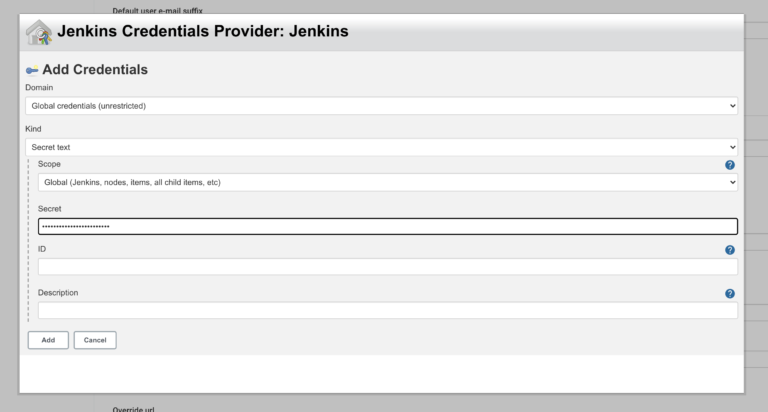 Default user e-mail suffix
Jenkins Credentials Provider: Jenkins
Add Credentials
Domain
Global credentials (unrestricted)
Kind
Secret text
Scope
?
Global (Jenkins, nodes, items, all child items, etc)
Secret
••••••••••••••••••••••••
ID
?
Description
?
Add
Cancel
Override url